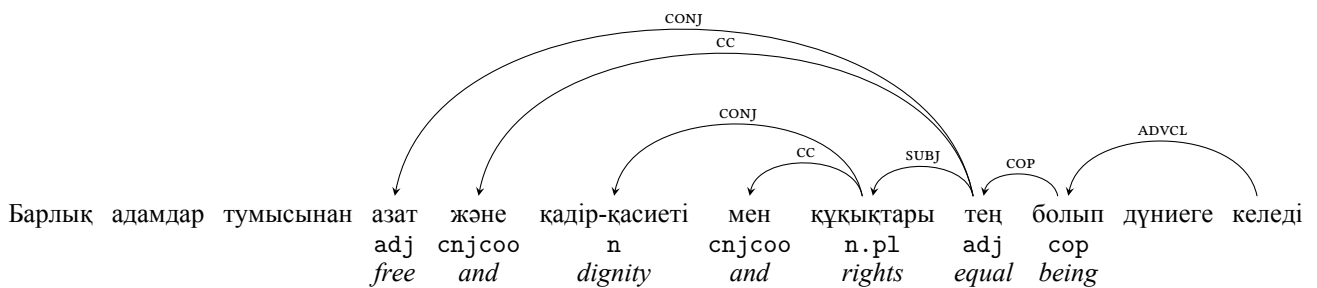 CONJ
CC
CONJ
ADVCL
CC
SUBJ
COP
Барлық адамдар тумысынан азат және қадір-қасиеті мен құқықтары тең болып дүниеге келеді
adj cnjcoo n cnjcoo n.pl adj cop
free and dignity and rights equal being